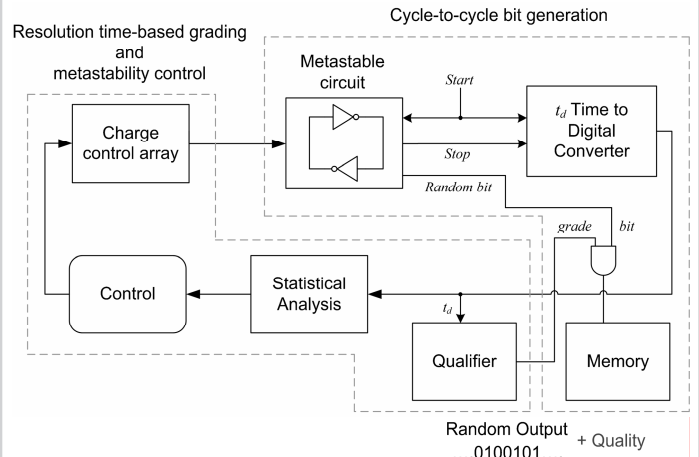 Cycle-to-cycle bit generation
Resolution time-based grading
and
metastability control
Metastable
circuit
Start
Charge
control array
t_d Time to
Digital
Converter
Stop
Random bit
grade
bit
Control
Statistical
Analysis
t_d
Qualifier
Memory
Random Output
+ Quality
....0100101....